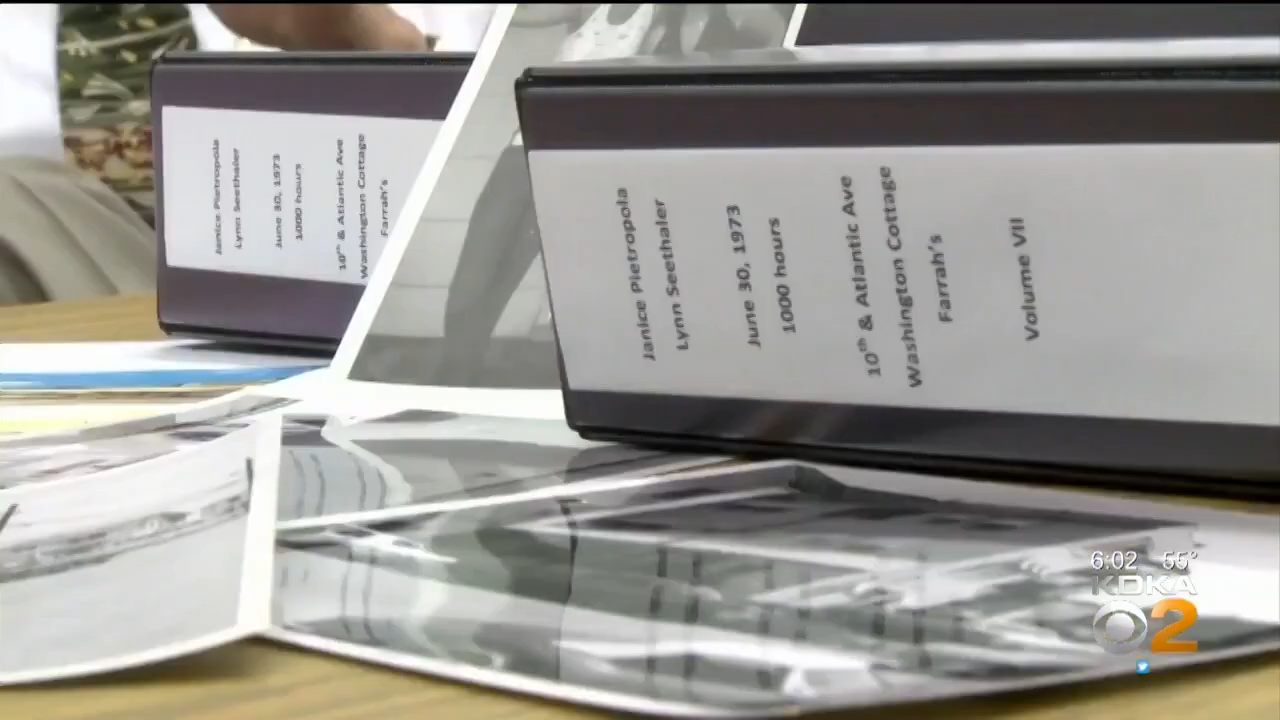 Janice Pietropola
Lynn Seethaler
June 30, 1973
1000 hours
10th & Atlantic Ave
Washington Cottage
Farrah's
Janice Pietropola
Lynn Seethaler
June 30, 1973
1000 hours
10th & Atlantic Ave
Washington Cottage
Farrah's
Volume VII
6:02 55°
KDKA
2